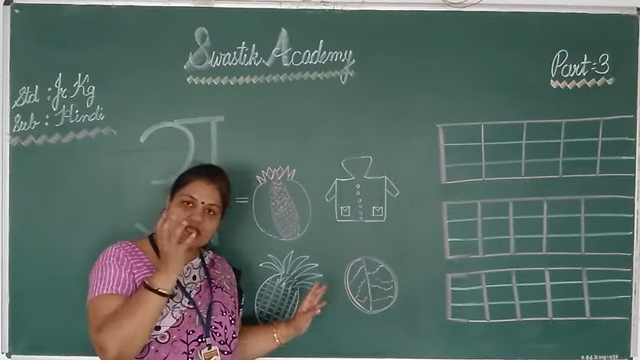 Swastik Academy
Part=3
Std : Jr Kg
Sub : Hindi
=